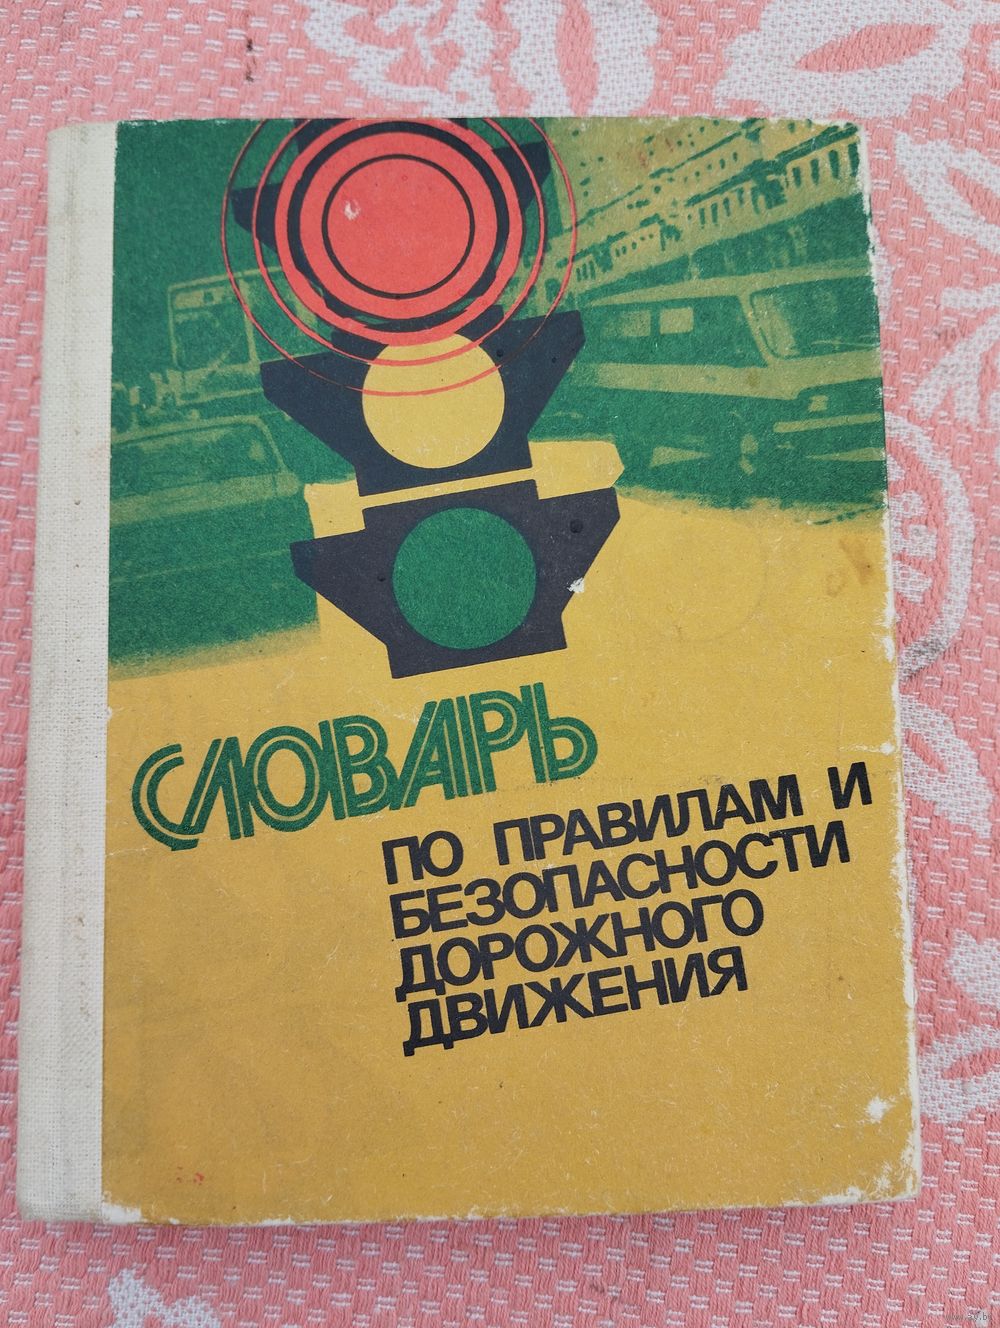 СЛОВАРЬ
ПО ПРАВИЛАМ И
БЕЗОПАСНОСТИ
ДОРОЖНОГО
ДВИЖЕНИЯ